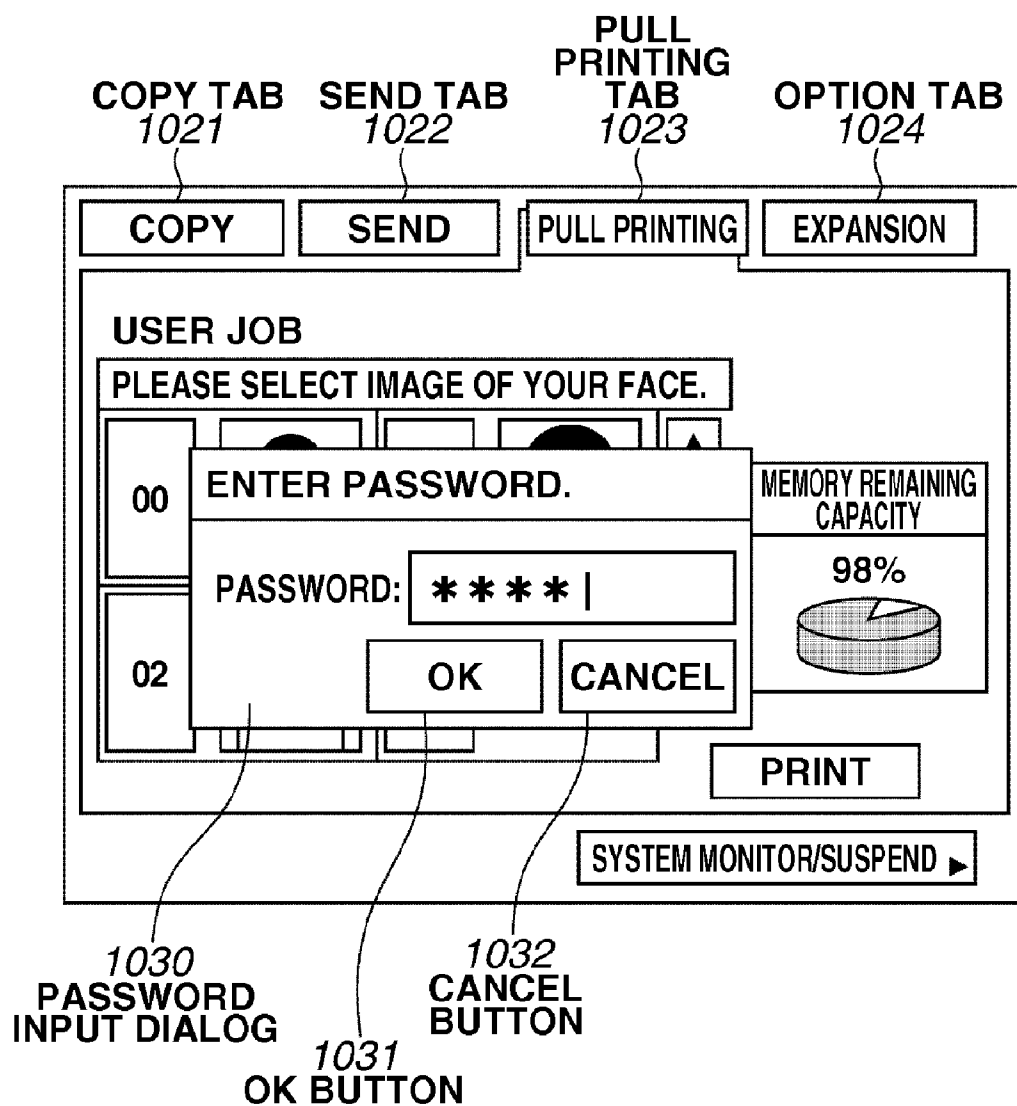 COPY TAB
1021
SEND TAB
1022
PULL
PRINTING
TAB
1023
OPTION TAB
1024
COPY
SEND
PULL PRINTING
EXPANSION
USER JOB
PLEASE SELECT IMAGE OF YOUR FACE.
00
ENTER PASSWORD.
MEMORY REMAINING
CAPACITY
PASSWORD: ****|
98%
02
OK
CANCEL
PRINT
SYSTEM MONITOR/SUSPEND ▶
1030
PASSWORD
INPUT DIALOG
1031
OK BUTTON
1032
CANCEL
BUTTON